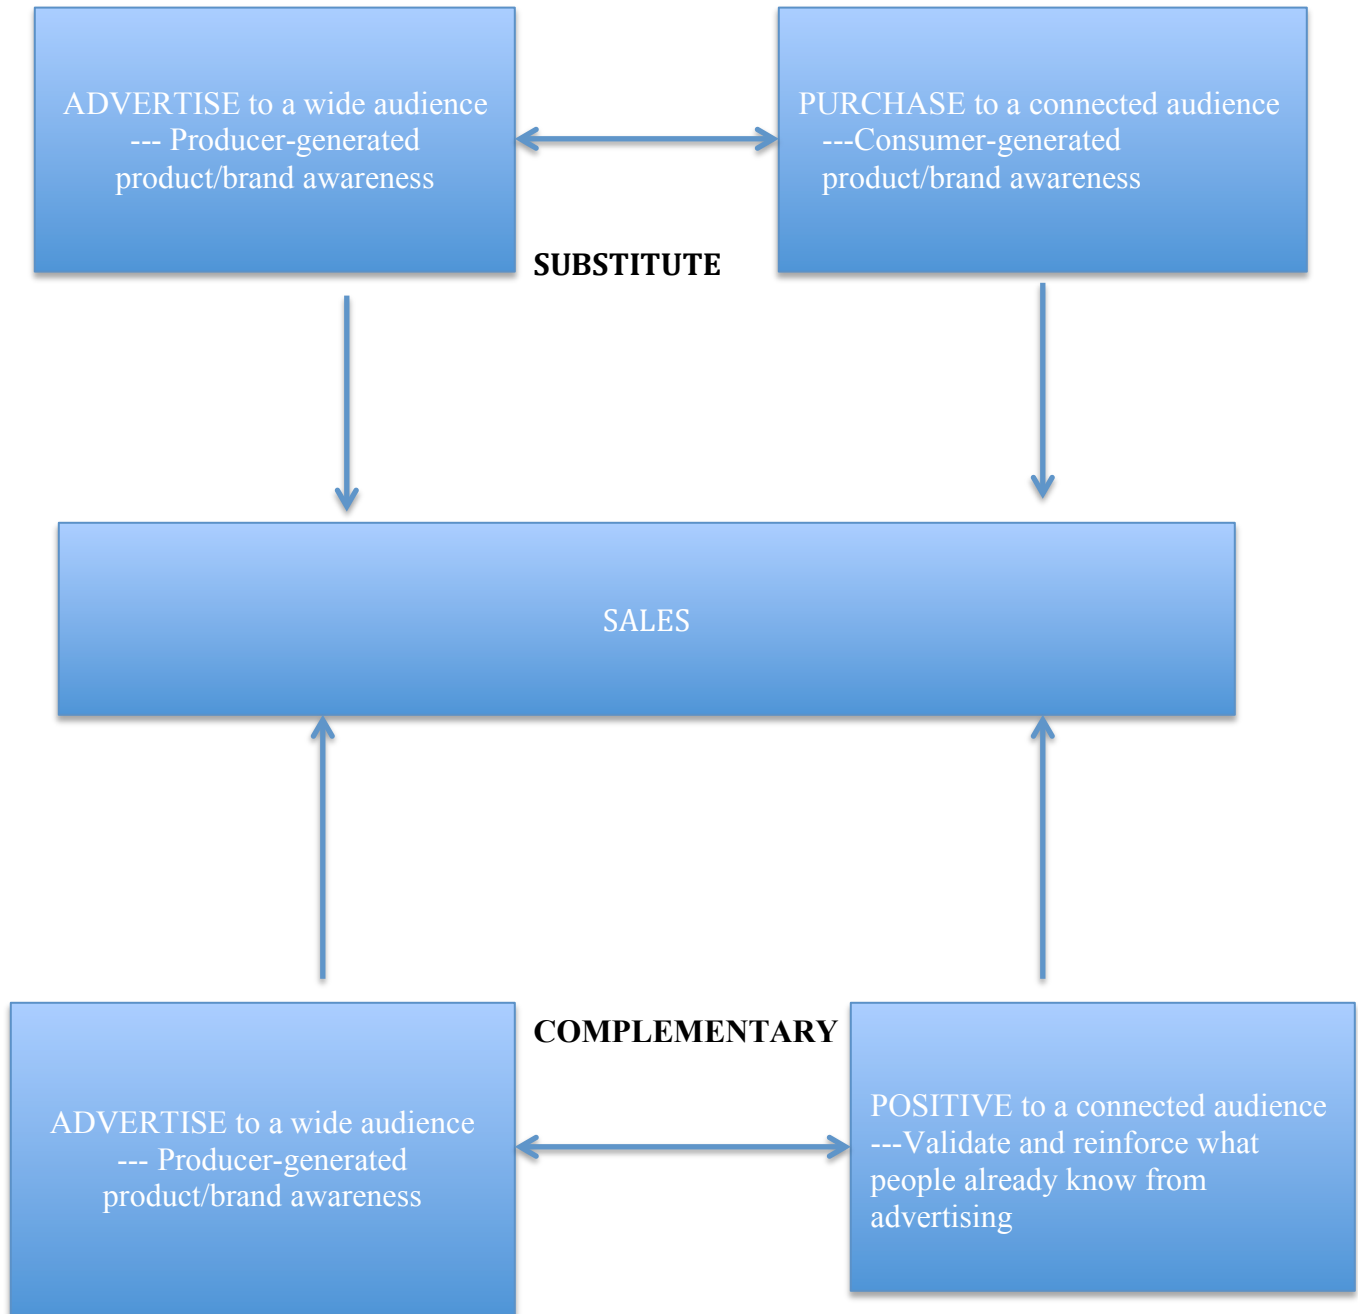 ADVERTISE to a wide audience
--- Producer-generated
product/brand awareness
PURCHASE to a connected audience
---Consumer-generated
product/brand awareness
SUBSTITUTE
SALES
COMPLEMENTARY
ADVERTISE to a wide audience
--- Producer-generated
product/brand awareness
POSITIVE to a connected audience
---Validate and reinforce what
people already know from
advertising